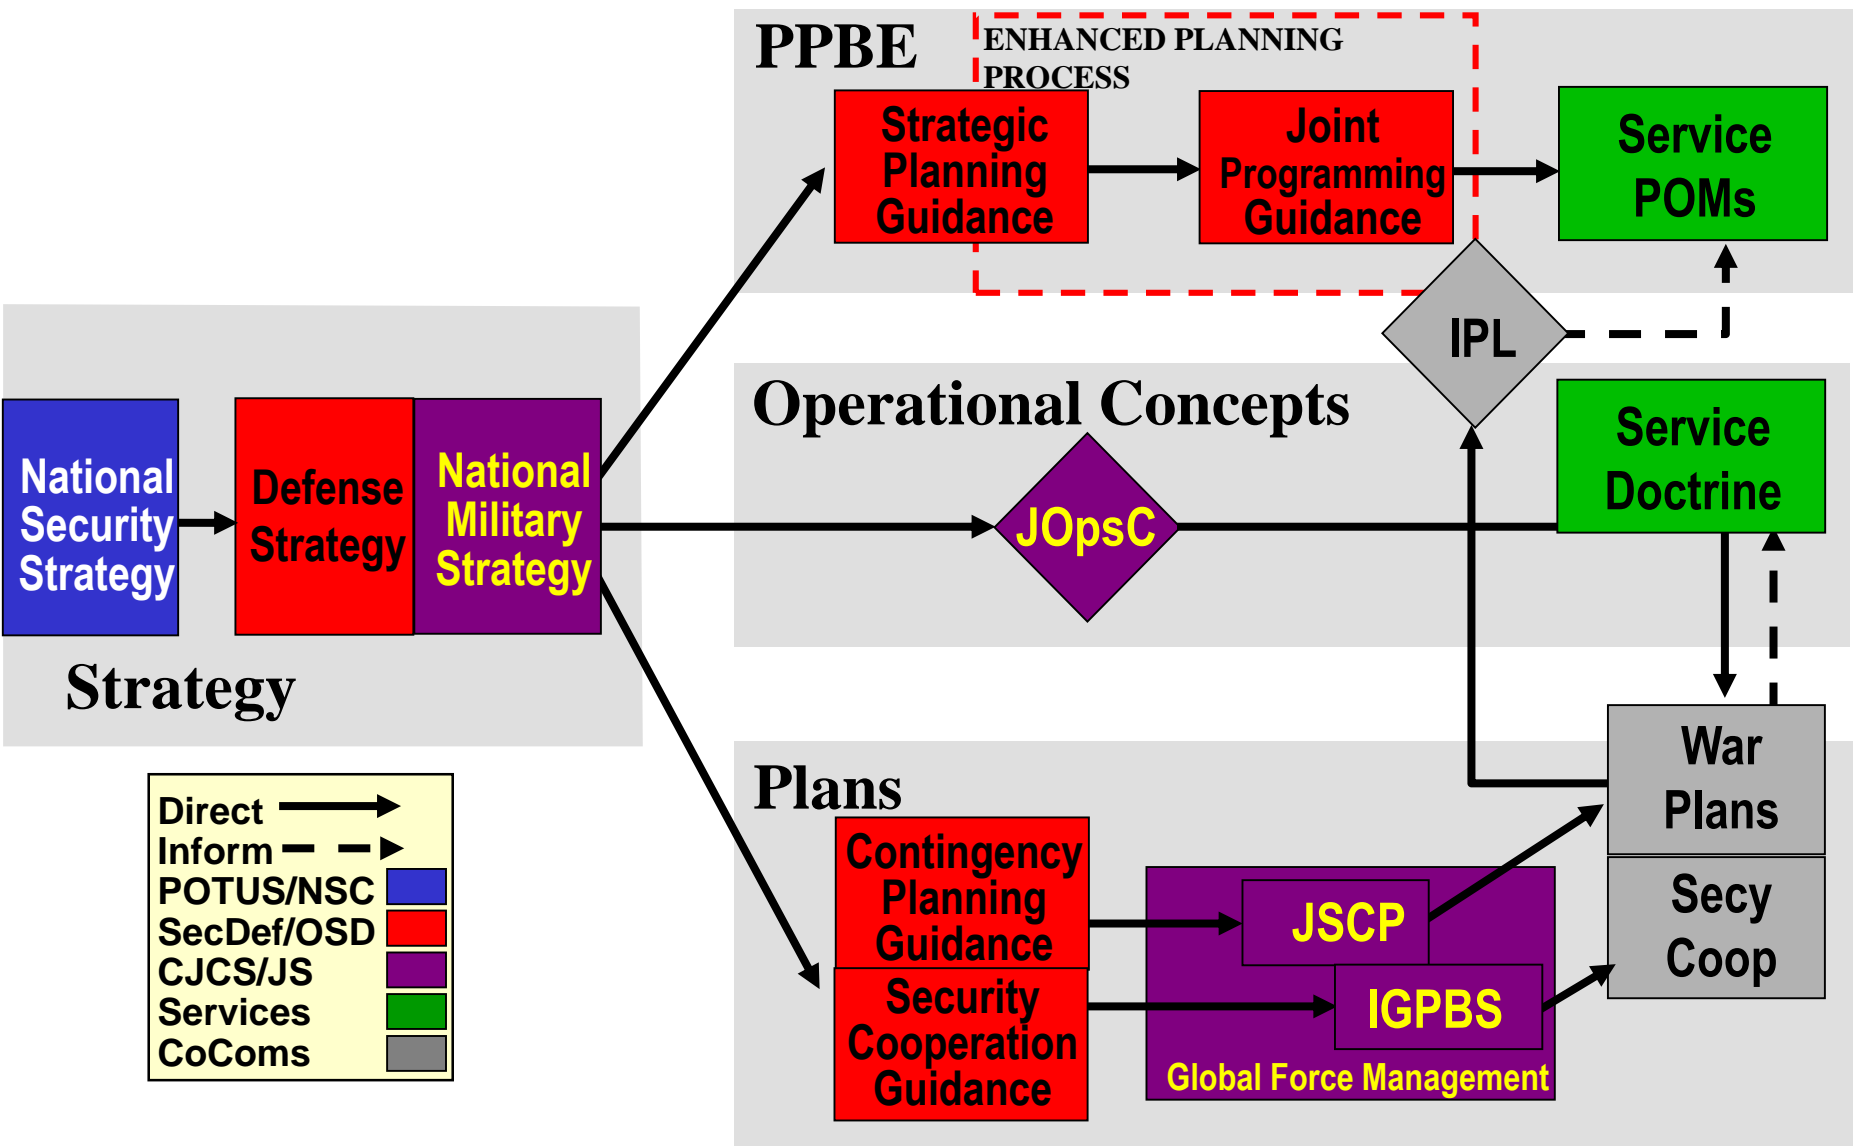 PPBE
ENHANCED PLANNING
PROCESS
Strategic
Planning
Guidance
Joint
Programming
Guidance
Service
POMs
IPL
Operational Concepts
JOpsC
Service
Doctrine
National
Security
Strategy
Defense
Strategy
National
Military
Strategy
Strategy
Plans
Contingency
Planning
Guidance
Security
Cooperation
Guidance
JSCP
IGPBS
Global Force Management
War
Plans
Secy
Coop
Direct
Inform
POTUS/NSC
SecDef/OSD
CJCS/JS
Services
CoComs